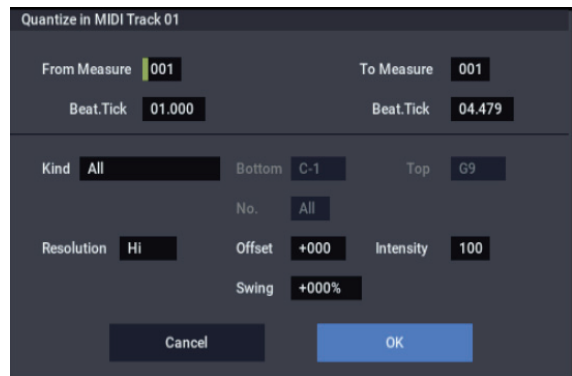 Quantize in MIDI Track 01
From Measure 001 To Measure 001
Beat.Tick 01.000 Beat.Tick 04.479
Kind All Bottom C-1 Top G9
No. All
Resolution Hi Offset +000 Intensity 100
Swing +000%
Cancel OK